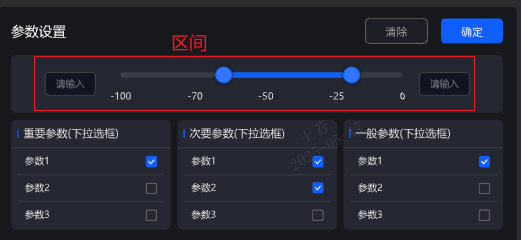 参数设置
区间
清除
确定
请输入
请输入
-100
-70
-50
-25
0
重要参数(下拉选框)
次要参数(下拉选框)
一般参数(下拉选框)
参数1
参数1
参数1
参数2
参数2
参数2
参数3
参数3
参数3